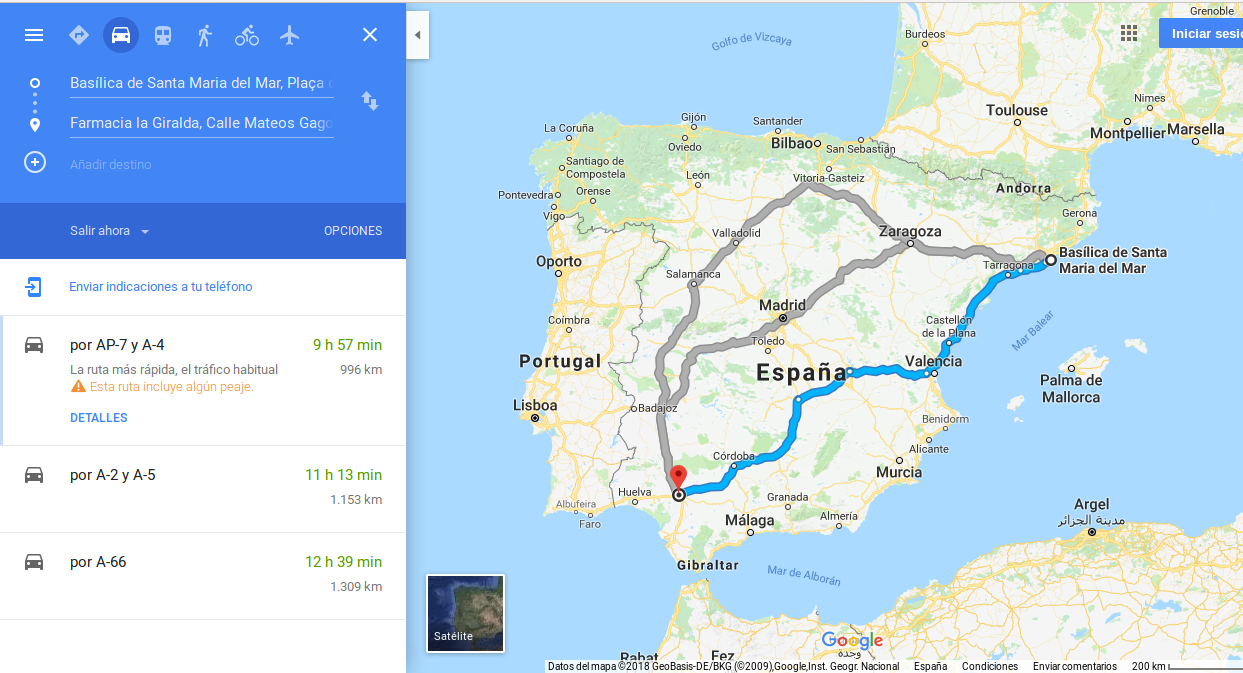 Basílica de Santa Maria del Mar, Plaça
Farmacia la Giralda, Calle Mateos Gago
Añadir destino
Salir ahora
OPCIONES
Enviar indicaciones a tu teléfono
por AP-7 y A-4
9 h 57 min
La ruta más rápida, el tráfico habitual
996 km
Esta ruta incluye algún peaje.
DETALLES
por A-2 y A-5
11 h 13 min
1.153 km
por A-66
12 h 39 min
1.309 km
Satélite
Iniciar sesi
Grenoble
Burdeos
Golfo de Vizcaya
Nimes
Toulouse
Montpellier
Marsella
Gijón
La Coruña
Santander
Oviedo
Bilbao
San Sebastián
Santiago de
Compostela
León
Vitoria-Gasteiz
Andorra
Pontevedra
Orense
Vigo
Gerona
Valladolid
Zaragoza
Basílica de Santa
Maria del Mar
Oporto
Salamanca
Tarragona
Madrid
Coímbra
Castellón
de la Plana
Mar Balear
Toledo
Portugal
España
Valencia
Palma de
Mallorca
Lisboa
Badajoz
Benidorm
Alicante
Córdoba
Murcia
Huelva
Granada
Albufeira
Faro
Málaga
Almería
Argel
مدينة الجزائر
Gibraltar
Mar de Alborán
Google
وجدة
Rabat
Fez
Datos del mapa ©2018 GeoBasis-DE/BKG (©2009),Google,Inst. Geogr. Nacional
España
Condiciones
Enviar comentarios
200 km